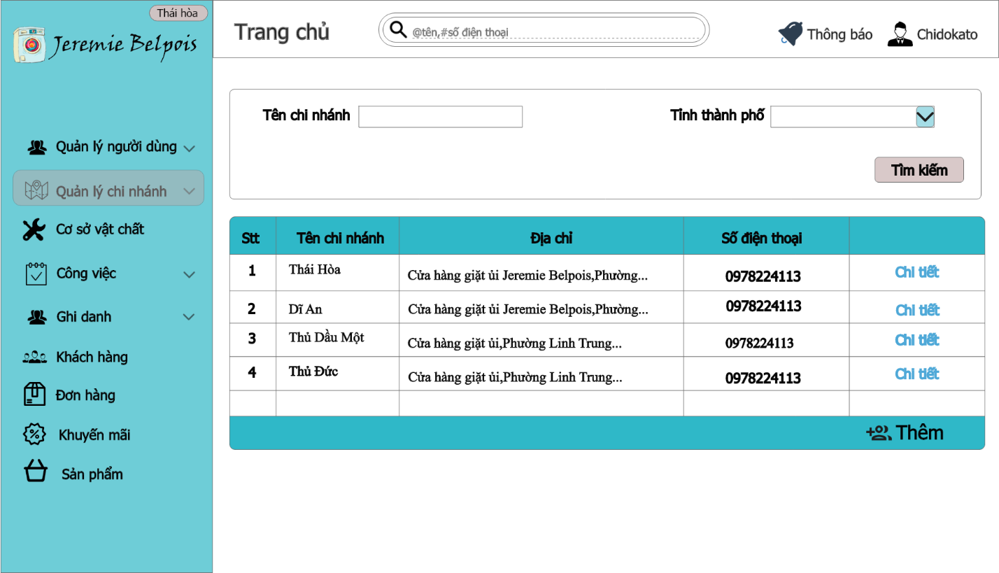 Thái hòa
Jeremie Belpois
Trang chủ
@tên,#số điện thoại
Thông báo
Chidokato
Quản lý người dùng
Quản lý chi nhánh
Cơ sở vật chất
Công việc
Ghi danh
Khách hàng
Đơn hàng
Khuyến mãi
Sản phẩm
Tên chi nhánh
Tỉnh thành phố
Tìm kiếm
Stt Tên chi nhánh Địa chỉ Số điện thoại
1 Thái Hòa Cửa hàng giặt ủi Jeremie Belpois,Phường... 0978224113 Chi tiết
2 Dĩ An Cửa hàng giặt ủi Jeremie Belpois,Phường... 0978224113 Chi tiết
3 Thủ Dầu Một Cửa hàng giặt ủi,Phường Linh Trung... 0978224113 Chi tiết
4 Thủ Đức Cửa hàng giặt ủi,Phường Linh Trung... 0978224113 Chi tiết
Thêm